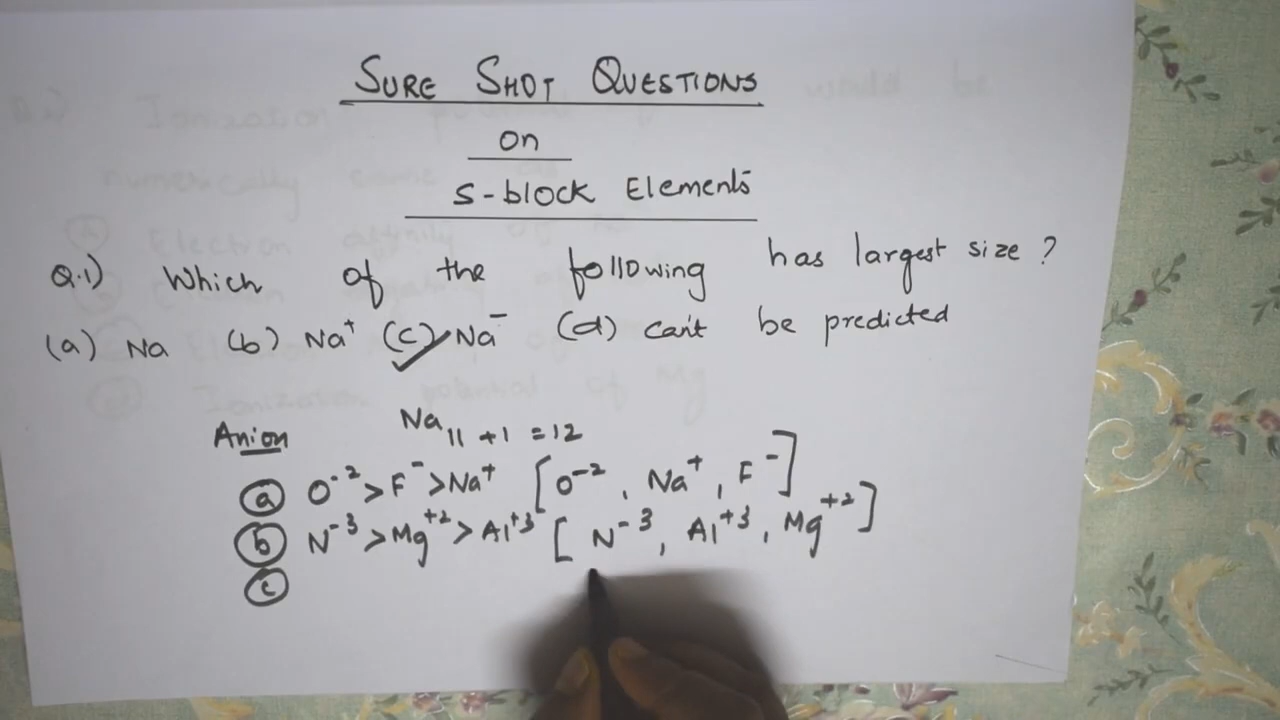 SURE SHOT QUESTIONS
on
S-block Elements
Q.1) Which of the following has largest size ?
(a) Na (b) Na⁺ (c) Na⁻ (d) can't be predicted
Anion Na₁₁ +1 = 12
(a) O⁻² > F⁻ > Na⁺ [O⁻², Na⁺, F⁻]
(b) N⁻³ > Mg⁺² > Al⁺³ [N⁻³, Al⁺³, Mg⁺²]
(c)